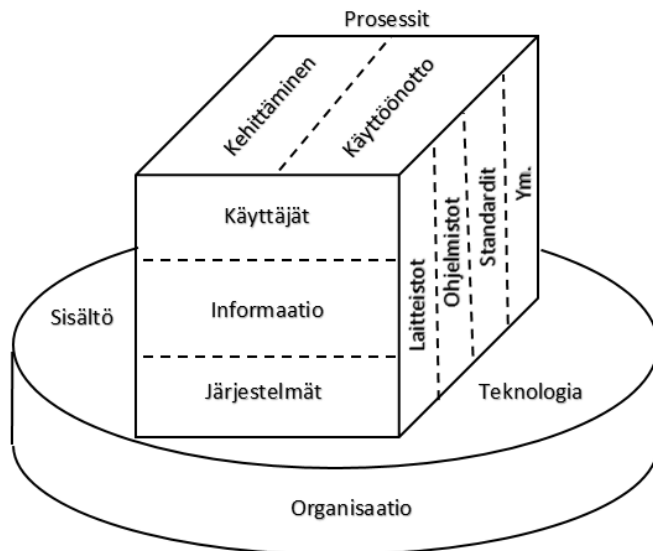 Prosessit
Kehittäminen
Käyttöönotto
Käyttäjät
Informaatio
Järjestelmät
Laitteistot
Ohjelmistot
Standardit
Ym.
Sisältö
Teknologia
Organisaatio